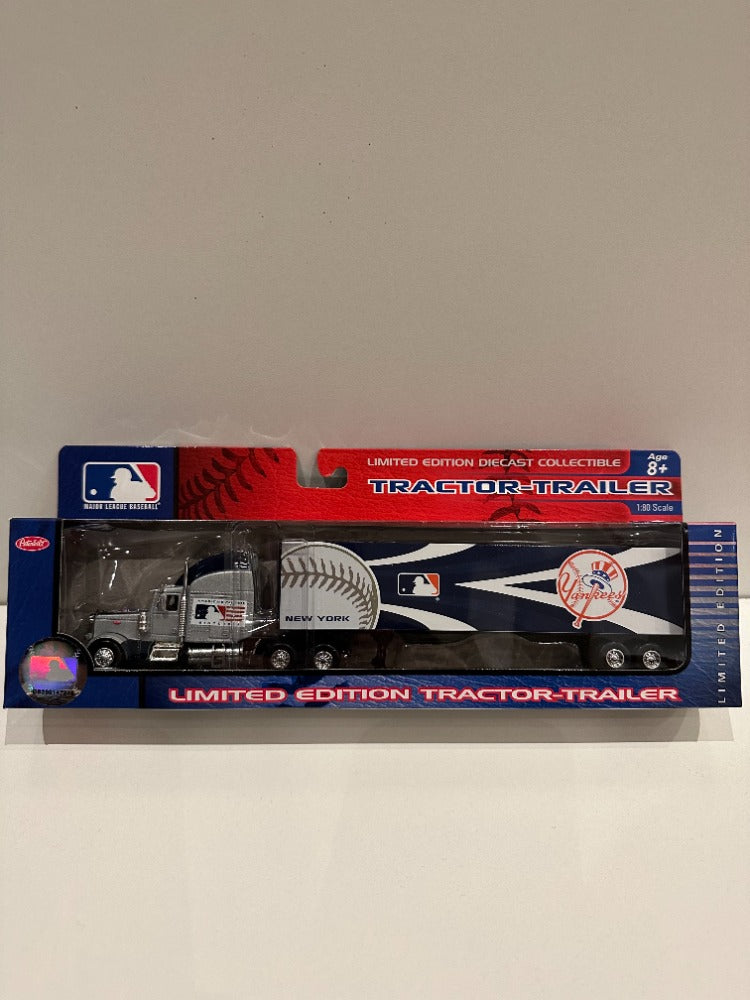 LIMITED EDITION DIECAST COLLECTIBLE
Age
8+
TRACTOR-TRAILER
MAJOR LEAGUE BASEBALL
1:80 Scale
Peterbilt
Yankees
NEW YORK
LIMITED EDITION
LIMITED EDITION TRACTOR-TRAILER